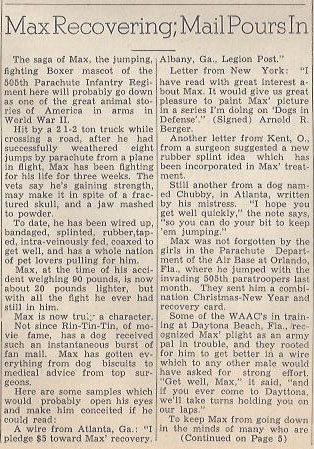 Max Recovering; Mail Pours In
The saga of Max, the jumping,
fighting Boxer mascot of the
505th Parachute Infantry Regi-
ment here will probably go down
as one of the great animal sto-
ries of America in arms in
World War II.
Hit by a 2 1-2 ton truck while
crossing a road, after he had
successfully weathered eight
jumps by parachute from a plane
in flight, Max has been fighting
for his life for three weeks. The
vets say he's gaining strength,
may make it in spite of a frac-
tured skull, and a jaw mashed
to powder.
To date, he has been wired up,
bandaged, splinted, rubber,tap-
ed, intra-veinously fed, coaxed to
get well, and has a whole nation
of pet lovers pulling for him.
Max, at the time of his acci-
dent weighing 90 pounds, is now
about 20 pounds lighter, but
with all the fight he ever had
still in him.
Max is now truly a character.
Not since Rin-Tin-Tin, of mo-
vie fame, has a dog received
such an instantaneous burst of
fan mail. Max has gotten ev-
erything from dog biscuits to
medical advice from top sur-
geons.
Here are some samples which
would probably open his eyes
and make him conceited if he
could read:
A wire from Atlanta, Ga.: "I
pledge $5 toward Max' recovery.
Albany, Ga., Legion Post."
Letter from New York: "I
have read with great interest a-
bout Max. It would give us great
pleasure to paint Max' picture
in a series I'm doing on 'Dogs in
Defense'." (Signed) Arnold R.
Berger.
Another letter from Kent, O.,
from a surgeon suggested a new
rubber splint idea which has
been incorporated in Max' treat-
ment.
Still another from a dog nam-
ed Chubby, in Atlanta, written
by his mistress. "I hope you
get well quickly," the note says,
"so you can do your bit to keep
'em jumping."
Max was not forgotten by the
girls in the Parachute Depart-
ment of the Air Base at Orlando,
Fla., where he jumped with the
invading 505th paratroopers last
month. They sent him a combi-
nation Christmas-New Year and
recovery card.
Some of the WAAC's in train-
ing at Daytona Beach, Fla., rec-
ognized Max' plight as an army
pal in trouble, and they rooted
for him to get better in a wire
which to any other male would
have asked for strong effort.
"Get well, Max," it said, "and
if you ever come to Daytona,
we'll take turns holding you on
our laps."
To keep Max from going down
in the minds of many who are
(Continued on Page 5)